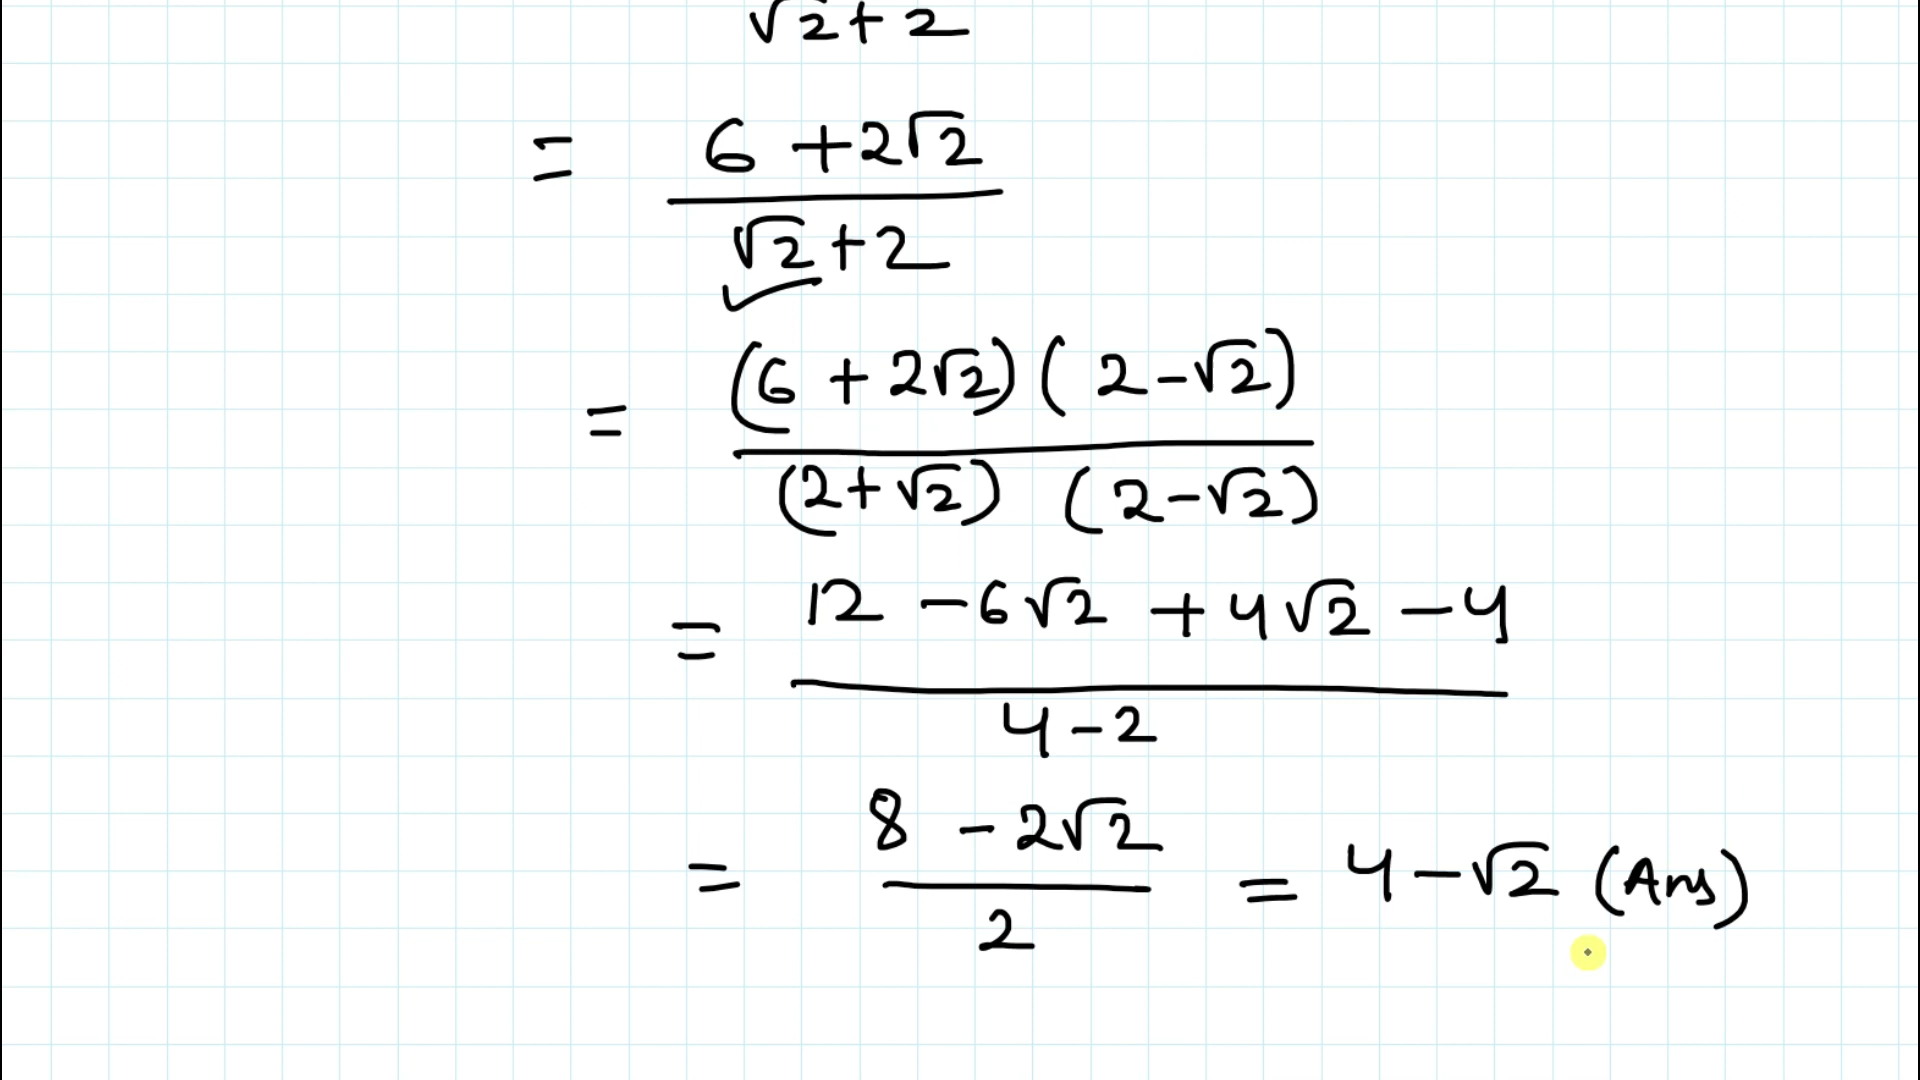 √2+2
= 6 +2√2
√2+2
= (6 + 2√2)(2-√2)
(2+√2) (2-√2)
= 12 -6√2 +4√2 -4
4-2
= 8 - 2√2 = 4-√2 (Ans)
2